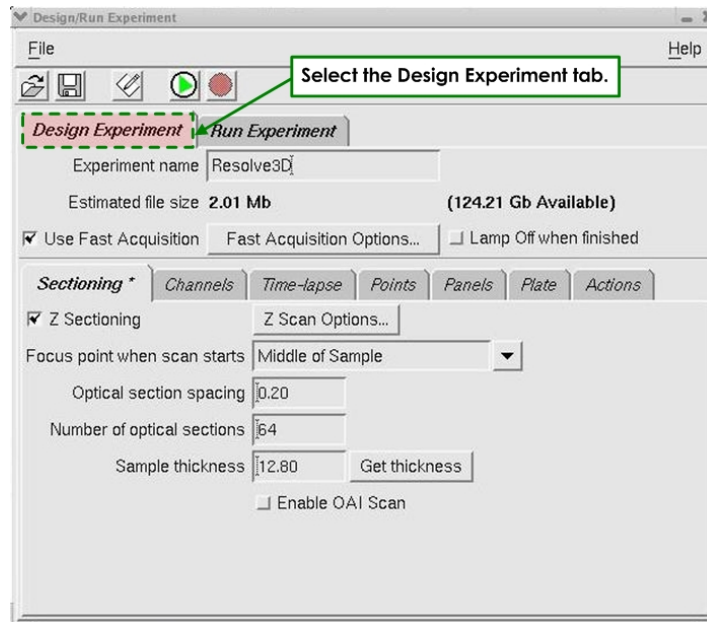 Design/Run Experiment
File Help
Select the Design Experiment tab.
Design Experiment Run Experiment
Experiment name Resolve3D
Estimated file size 2.01 Mb (124.21 Gb Available)
Use Fast Acquisition Fast Acquisition Options... Lamp Off when finished
Sectioning * Channels Time-lapse Points Panels Plate Actions
Z Sectioning Z Scan Options...
Focus point when scan starts Middle of Sample
Optical section spacing 0.20
Number of optical sections 64
Sample thickness 12.80 Get thickness
Enable OAI Scan